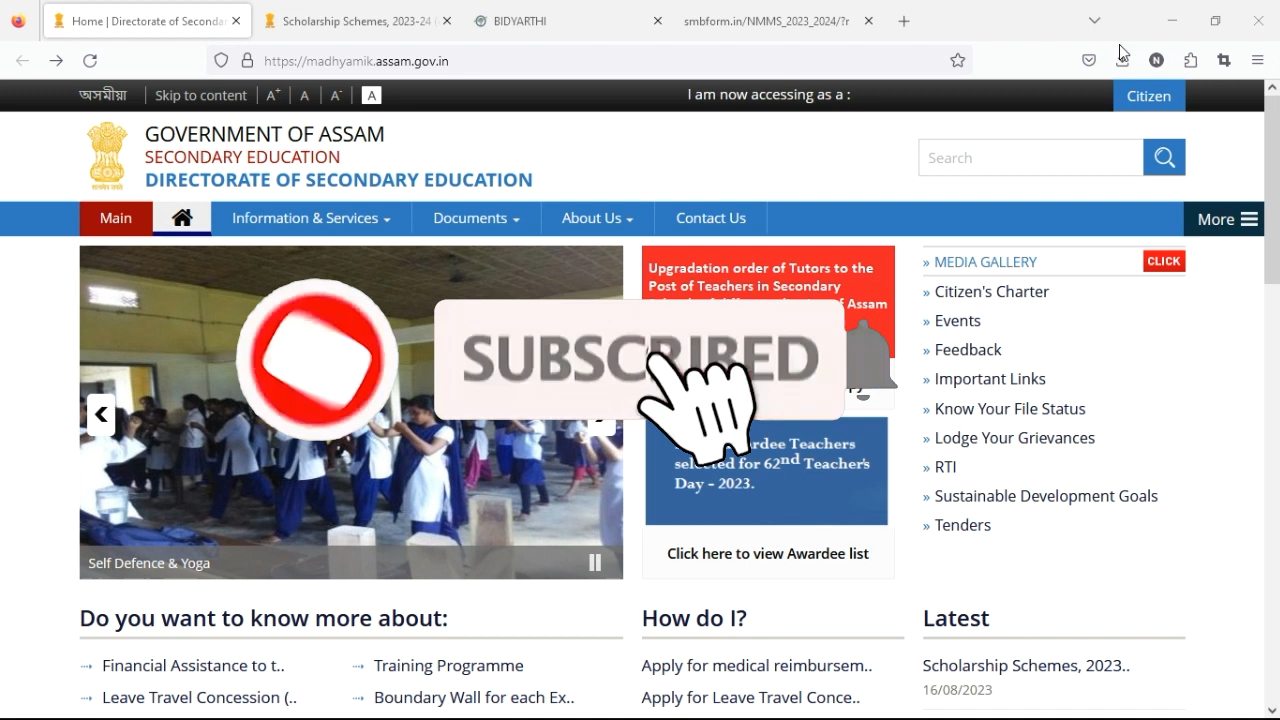 Home | Directorate of Seconda
Scholarship Schemes, 2023-24
BIDYARTHI
smbform.in/NMMS_2023_2024/?r
https://madhyamik.assam.gov.in
N
অসমীয়া
Skip to content
A+
A
A-
A
I am now accessing as a :
Citizen
GOVERNMENT OF ASSAM
SECONDARY EDUCATION
DIRECTORATE OF SECONDARY EDUCATION
Search
Main
Information & Services
Documents
About Us
Contact Us
More
Upgradation order of Tutors to the
Post of Teachers in Secondary
Assam
SUBSCRIBED
Teachers
for 62nd Teacher's
Day – 2023.
Click here to view Awardee list
Self Defence & Yoga
» MEDIA GALLERY
CLICK
» Citizen's Charter
» Events
» Feedback
» Important Links
» Know Your File Status
» Lodge Your Grievances
» RTI
» Sustainable Development Goals
» Tenders
Do you want to know more about:
Financial Assistance to t..
Training Programme
Leave Travel Concession (..
Boundary Wall for each Ex..
How do I?
Apply for medical reimbursem..
Apply for Leave Travel Conce..
Latest
Scholarship Schemes, 2023..
16/08/2023